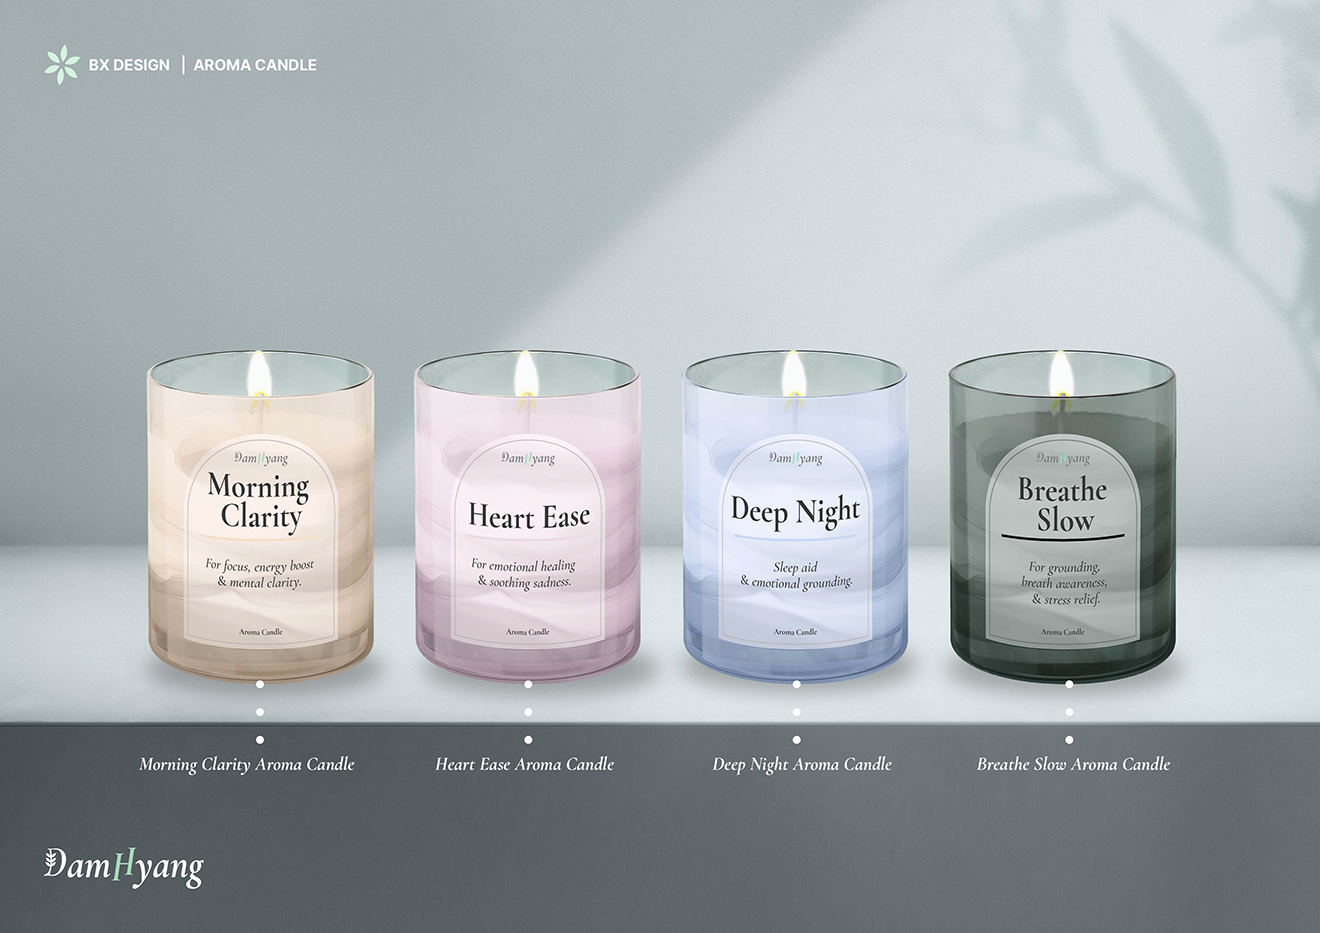 BX DESIGN | AROMA CANDLE
DamHyang
Morning
Clarity
For focus, energy boost
& mental clarity.
Aroma Candle
DamHyang
Heart Ease
For emotional healing
& soothing sadness.
Aroma Candle
DamHyang
Deep Night
Sleep aid
& emotional grounding.
Aroma Candle
DamHyang
Breathe
Slow
For grounding,
breath awareness,
& stress relief.
Aroma Candle
Morning Clarity Aroma Candle
Heart Ease Aroma Candle
Deep Night Aroma Candle
Breathe Slow Aroma Candle
DamHyang